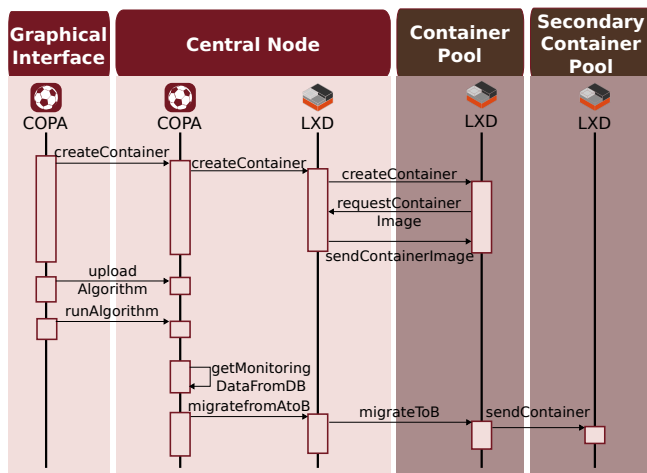 Graphical
Interface
Central Node
Container
Pool
Secondary
Container
Pool
COPA
COPA
LXD
LXD
LXD
createContainer
createContainer
createContainer
requestContainer
Image
sendContainerImage
upload
Algorithm
runAlgorithm
getMonitoring
DataFromDB
migratefromAtoB
migrateToB
sendContainer